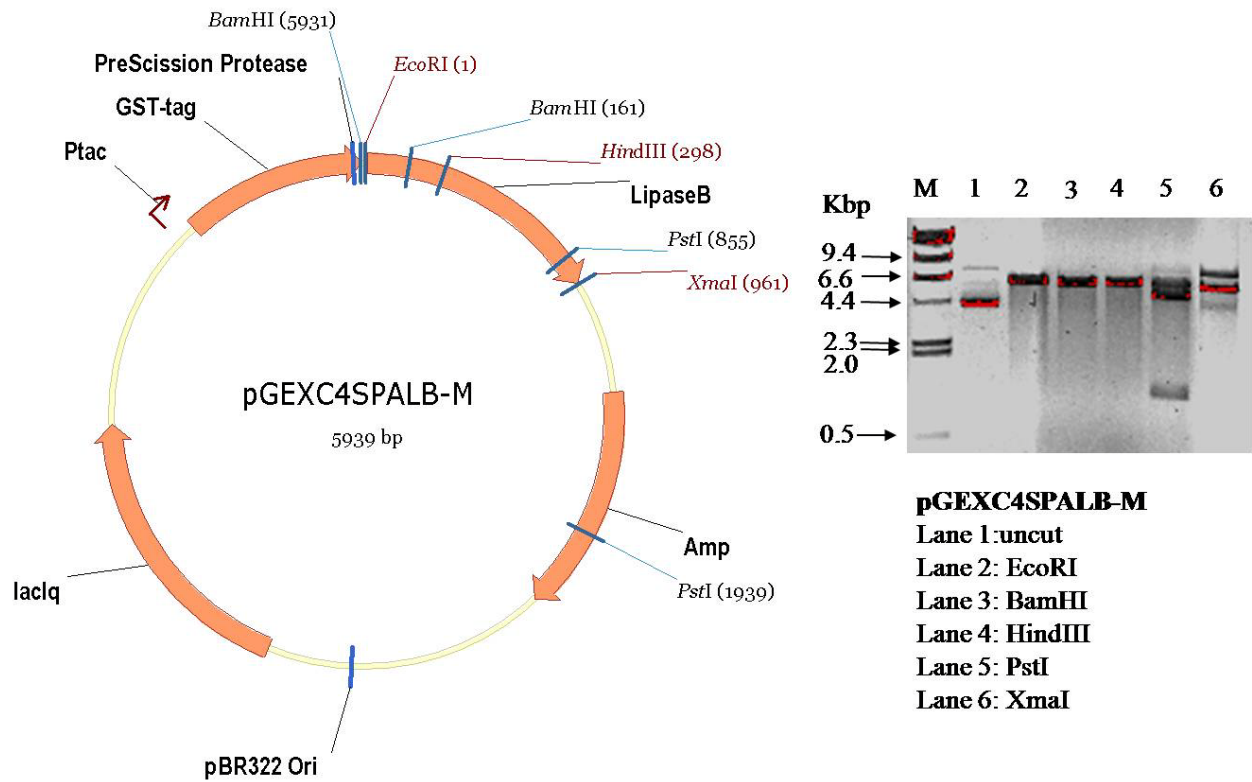 BamHI (5931)
PreScission Protease
EcoRI (1)
GST-tag
BamHI (161)
Ptac
HindIII (298)
LipaseB
PstI (855)
XmaI (961)
pGEXC4SPALB-M
5939 bp
Amp
PstI (1939)
lacIq
pBR322 Ori
M 1 2 3 4 5 6
Kbp
9.4
6.6
4.4
2.3
2.0
0.5
pGEXC4SPALB-M
Lane 1:uncut
Lane 2: EcoRI
Lane 3: BamHI
Lane 4: HindIII
Lane 5: PstI
Lane 6: XmaI